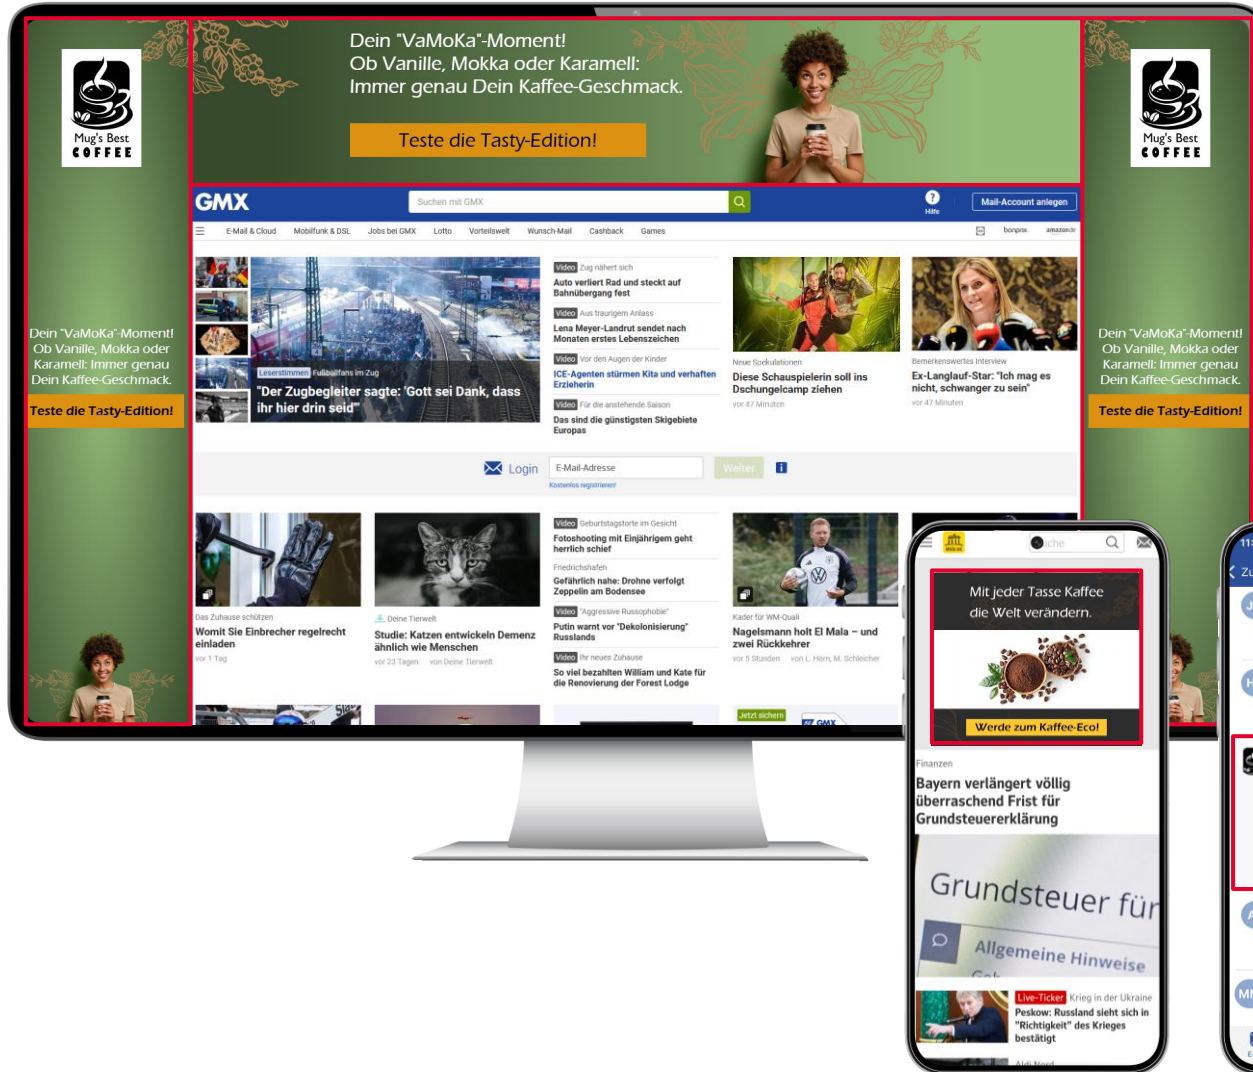 Mug's Best
COFFEE
Dein "VaMoKa"-Moment!
Ob Vanille, Mokka oder
Karamell: Immer genau
Dein Kaffee-Geschmack.
Teste die Tasty-Edition!
Dein "VaMoKa"-Moment!
Ob Vanille, Mokka oder Karamell:
Immer genau Dein Kaffee-Geschmack.
Teste die Tasty-Edition!
Mug's Best
COFFEE
Dein "VaMoKa"-Moment!
Ob Vanille, Mokka oder
Karamell: Immer genau
Dein Kaffee-Geschmack.
Teste die Tasty-Edition!
GMX
Suchen mit GMX
?
Hilfe
Mail-Account anlegen
E-Mail & Cloud Mobilfunk & DSL Jobs bei GMX Lotto Vorteilswelt Wunsch-Mail Cashback Games
bonprix amazon.de
Leserstimmen Fußballfans im Zug
"Der Zugbegleiter sagte: 'Gott sei Dank, dass
ihr hier drin seid'"
Video Zug nähert sich
Auto verliert Rad und steckt auf
Bahnübergang fest
Video Aus traurigem Anlass
Lena Meyer-Landrut sendet nach
Monaten erstes Lebenszeichen
Video Vor den Augen der Kinder
ICE-Agenten stürmen Kita und verhaften
Erzieherin
Video Für die anstehende Saison
Das sind die günstigsten Skigebiete
Europas
Neue Spekulationen
Diese Schauspielerin soll ins
Dschungelcamp ziehen
vor 47 Minuten
Bemerkenswertes Interview
Ex-Langlauf-Star: "Ich mag es
nicht, schwanger zu sein"
vor 47 Minuten
Login
E-Mail-Adresse
Weiter
i
Kostenlos registrieren!
Das Zuhause schützen
Womit Sie Einbrecher regelrecht
einladen
vor 1 Tag
Deine Tierwelt
Studie: Katzen entwickeln Demenz
ähnlich wie Menschen
vor 23 Tagen von Deine Tierwelt
Video Geburtstagstorte im Gesicht
Fotoshooting mit Einjährigem geht
herrlich schief
Friedrichshafen
Gefährlich nahe: Drohne verfolgt
Zeppelin am Bodensee
Video "Aggressive Russophobie"
Putin warnt vor "Dekolonisierung"
Russlands
Video Ihr neues Zuhause
So viel bezahlten William und Kate für
die Renovierung der Forest Lodge
Kader für WM-Quali
Nagelsmann holt El Mala – und
zwei Rückkehrer
vor 5 Stunden von L. Horn, M. Schleicher
Jetzt sichern
GMX
WEB.DE
Suche
Mit jeder Tasse Kaffee
die Welt verändern.
Werde zum Kaffee-Eco!
Finanzen
Bayern verlängert völlig
überraschend Frist für
Grundsteuererklärung
Grundsteuer für
Allgemeine Hinweise
Live-Ticker Krieg in der Ukraine
Peskow: Russland sieht sich in
"Richtigkeit" des Krieges
bestätigt
Aldi Nord
11:
Zu